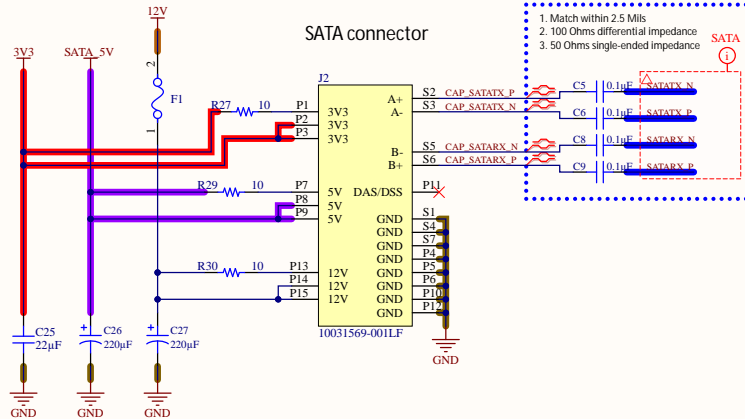 12V
SATA connector
1. Match within 2.5 Mils
2. 100 Ohms differential impedance
3. 50 Ohms single-ended impedance
SATA
i
3V3
SATA_5V
2
F1
1
J2
R27 10 P1
P2
P3
3V3
3V3
3V3
A+
A-
S2 CAP_SATATX_P
S3 CAP_SATATX_N
C5 0.1µF SATATX_N
C6 0.1µF SATATX_P
B-
B+
S5 CAP_SATARX_N
S6 CAP_SATARX_P
C8 0.1µF SATARX_N
C9 0.1µF SATARX_P
R29 10 P7
P8
P9
5V
5V
5V
DAS/DSS P11
GND S1
GND S4
GND S7
GND P4
GND P5
GND P6
GND P10
GND P12
R30 10 P13
P14
P15
12V
12V
12V
10031569-001LF
C25
22µF
+
C26
220µF
+
C27
220µF
GND
GND
GND
GND